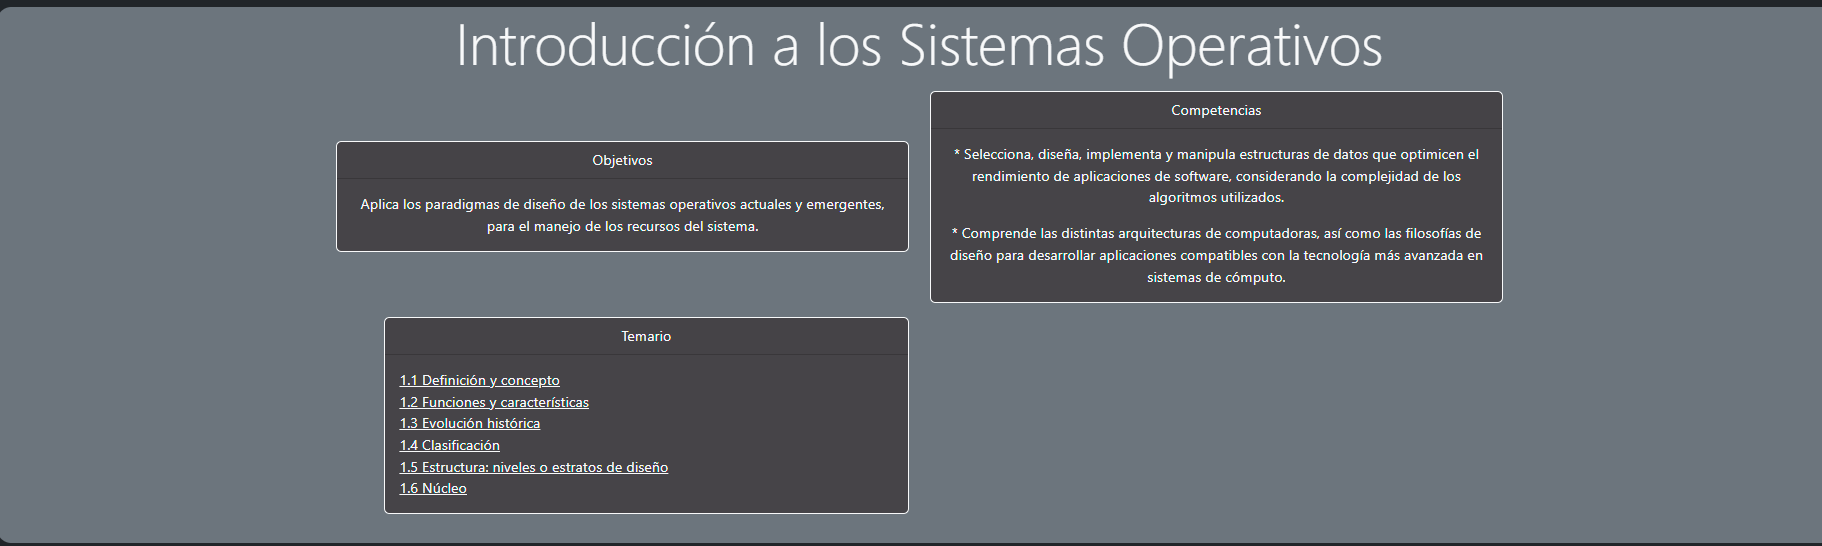 Introducción a los Sistemas Operativos
Objetivos
Aplica los paradigmas de diseño de los sistemas operativos actuales y emergentes,
para el manejo de los recursos del sistema.
Competencias
* Selecciona, diseña, implementa y manipula estructuras de datos que optimicen el
rendimiento de aplicaciones de software, considerando la complejidad de los
algoritmos utilizados.
* Comprende las distintas arquitecturas de computadoras, así como las filosofías de
diseño para desarrollar aplicaciones compatibles con la tecnología más avanzada en
sistemas de cómputo.
Temario
1.1 Definición y concepto
1.2 Funciones y características
1.3 Evolución histórica
1.4 Clasificación
1.5 Estructura: niveles o estratos de diseño
1.6 Núcleo